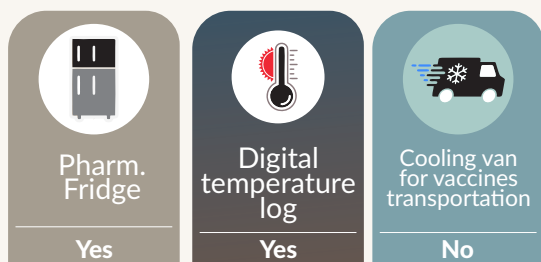 Pharm.
Fridge
Yes
Digital
temperature
log
Yes
Cooling van
for vaccines
transportation
No